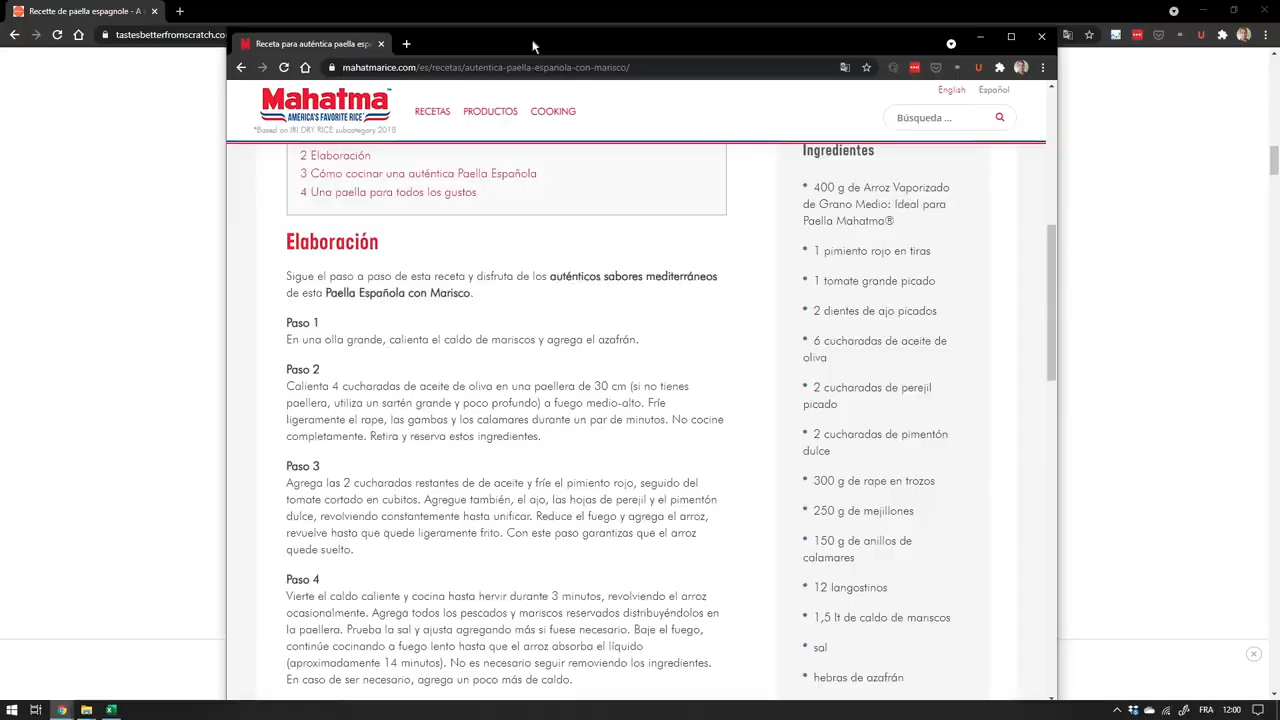 Recette de paella espagnole - A
tastesbetterfromscratch.com
Receta para auténtica paella esp
mahatmarice.com/es/recetas/autentica-paella-espanola-con-marisco/
English Español
Mahatma
AMERICA'S FAVORITE RICE
*Based on IRI DRY RICE subcategory 2018
RECETAS PRODUCTOS COOKING
Búsqueda ...
2 Elaboración
3 Cómo cocinar una auténtica Paella Española
4 Una paella para todos los gustos
Elaboración
Sigue el paso a paso de esta receta y disfruta de los auténticos sabores mediterráneos
de esta Paella Española con Marisco.
Paso 1
En una olla grande, calienta el caldo de mariscos y agrega el azafrán.
Paso 2
Calienta 4 cucharadas de aceite de oliva en una paellera de 30 cm (si no tienes
paellera, utiliza un sartén grande y poco profundo) a fuego medio-alto. Fríe
ligeramente el rape, las gambas y los calamares durante un par de minutos. No cocine
completamente. Retira y reserva estos ingredientes.
Paso 3
Agrega las 2 cucharadas restantes de de aceite y fríe el pimiento rojo, seguido del
tomate cortado en cubitos. Agregue también, el ajo, las hojas de perejil y el pimentón
dulce, revolviendo constantemente hasta unificar. Reduce el fuego y agrega el arroz,
revuelve hasta que quede ligeramente frito. Con este paso garantizas que el arroz
quede suelto.
Paso 4
Vierte el caldo caliente y cocina hasta hervir durante 3 minutos, revolviendo el arroz
ocasionalmente. Agrega todos los pescados y mariscos reservados distribuyéndolos en
la paellera. Prueba la sal y ajusta agregando más si fuese necesario. Baje el fuego,
continúe cocinando a fuego lento hasta que el arroz absorba el líquido
(aproximadamente 14 minutos). No es necesario seguir removiendo los ingredientes.
En caso de ser necesario, agrega un poco más de caldo.
Ingredientes
400 g de Arroz Vaporizado
de Grano Medio: Ideal para
Paella Mahatma®
1 pimiento rojo en tiras
1 tomate grande picado
2 dientes de ajo picados
6 cucharadas de aceite de
oliva
2 cucharadas de perejil
picado
2 cucharadas de pimentón
dulce
300 g de rape en trozos
250 g de mejillones
150 g de anillos de
calamares
12 langostinos
1,5 lt de caldo de mariscos
sal
hebras de azafrán
FRA 12:00